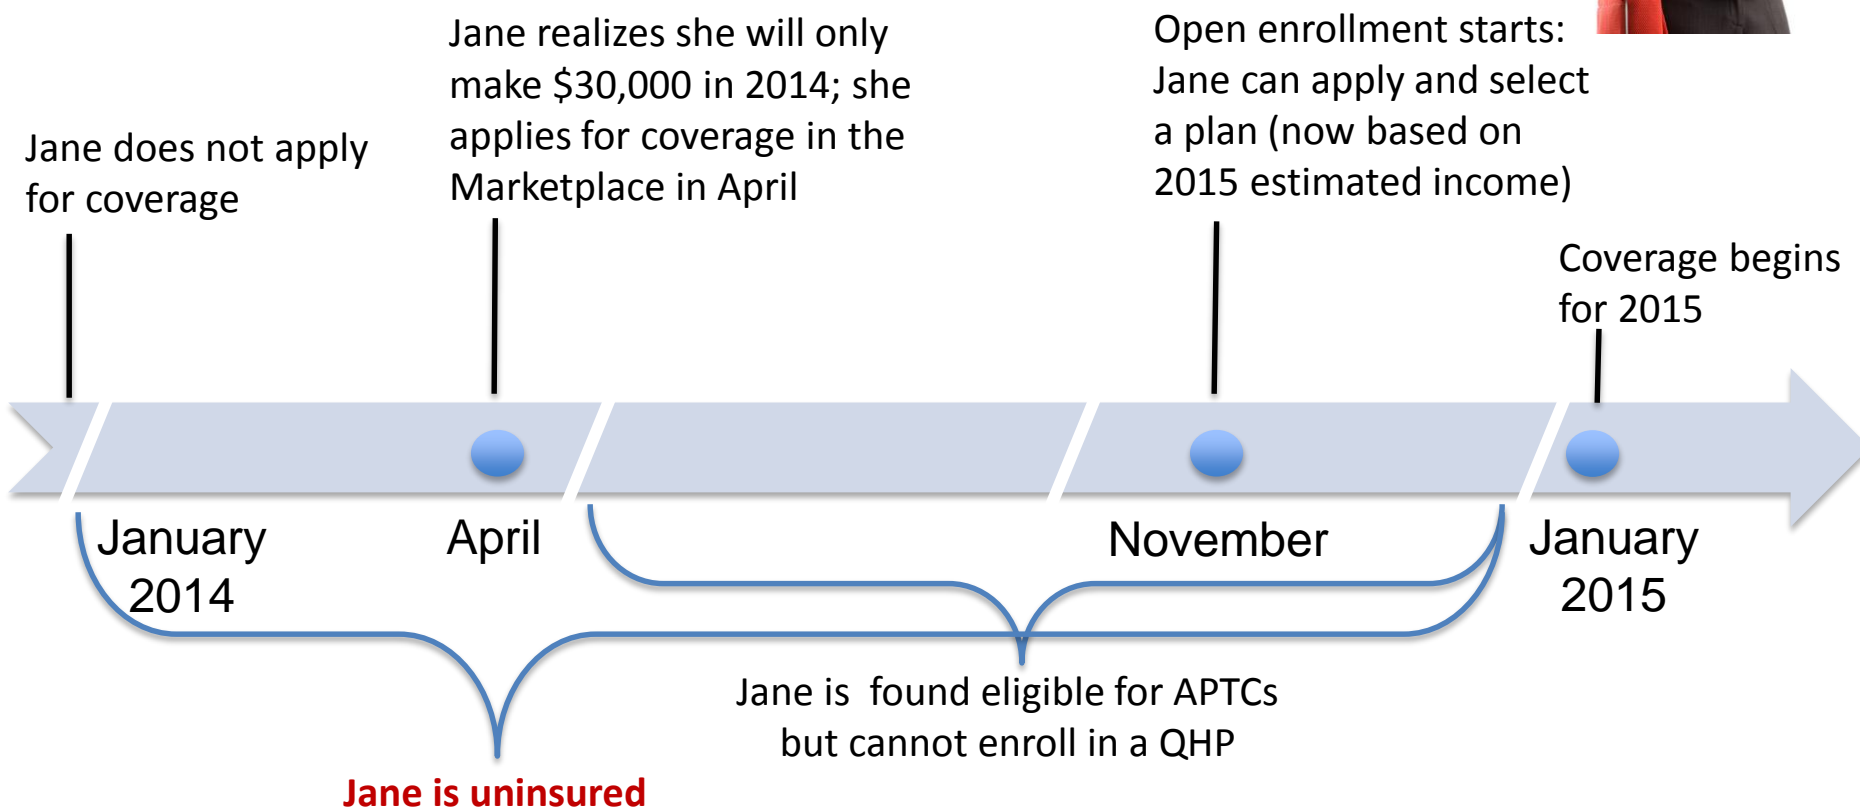 Jane does not apply
for coverage
Jane realizes she will only
make $30,000 in 2014; she
applies for coverage in the
Marketplace in April
Open enrollment starts:
Jane can apply and select
a plan (now based on
2015 estimated income)
Coverage begins
for 2015
January
2014
April
November
January
2015
Jane is  found eligible for APTCs
but cannot enroll in a QHP
Jane is uninsured